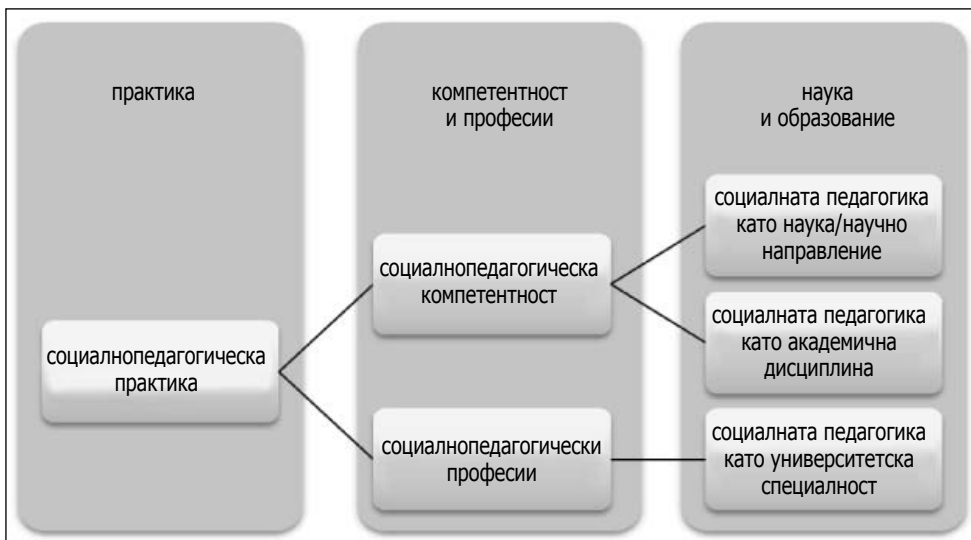 практика
социалнопедагогическа
практика
компетентност
и професии
социалнопедагогическа
компетентност
социалнопедагогически
професии
наука
и образование
социалната педагогика
като наука/научно
направление
социалната педагогика
като академична
дисциплина
социалната педагогика
като университетска
специалност